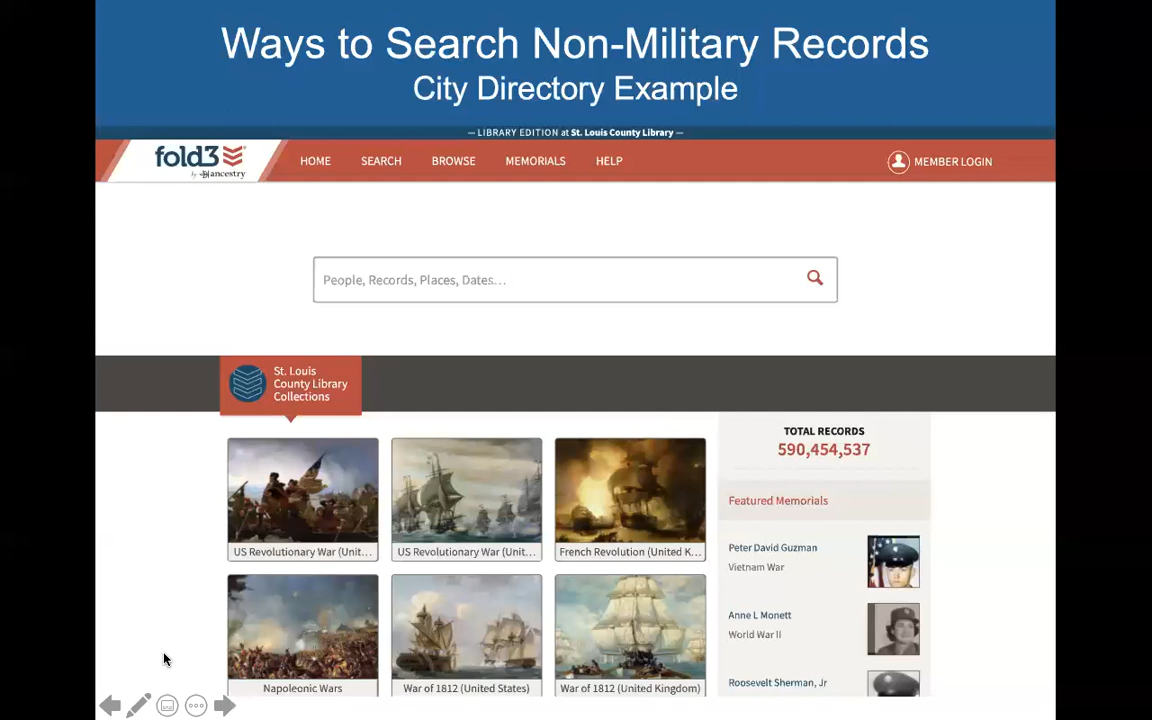 Ways to Search Non-Military Records
City Directory Example
— LIBRARY EDITION at St. Louis County Library —
fold3
by ancestry
HOME SEARCH BROWSE MEMORIALS HELP MEMBER LOGIN
People, Records, Places, Dates...
St. Louis
County Library
Collections
US Revolutionary War (Unit...
US Revolutionary War (Unit...
French Revolution (United K...
Napoleonic Wars
War of 1812 (United States)
War of 1812 (United Kingdom)
TOTAL RECORDS
590,454,537
Featured Memorials
Peter David Guzman
Vietnam War
Anne L Monett
World War II
Roosevelt Sherman, Jr